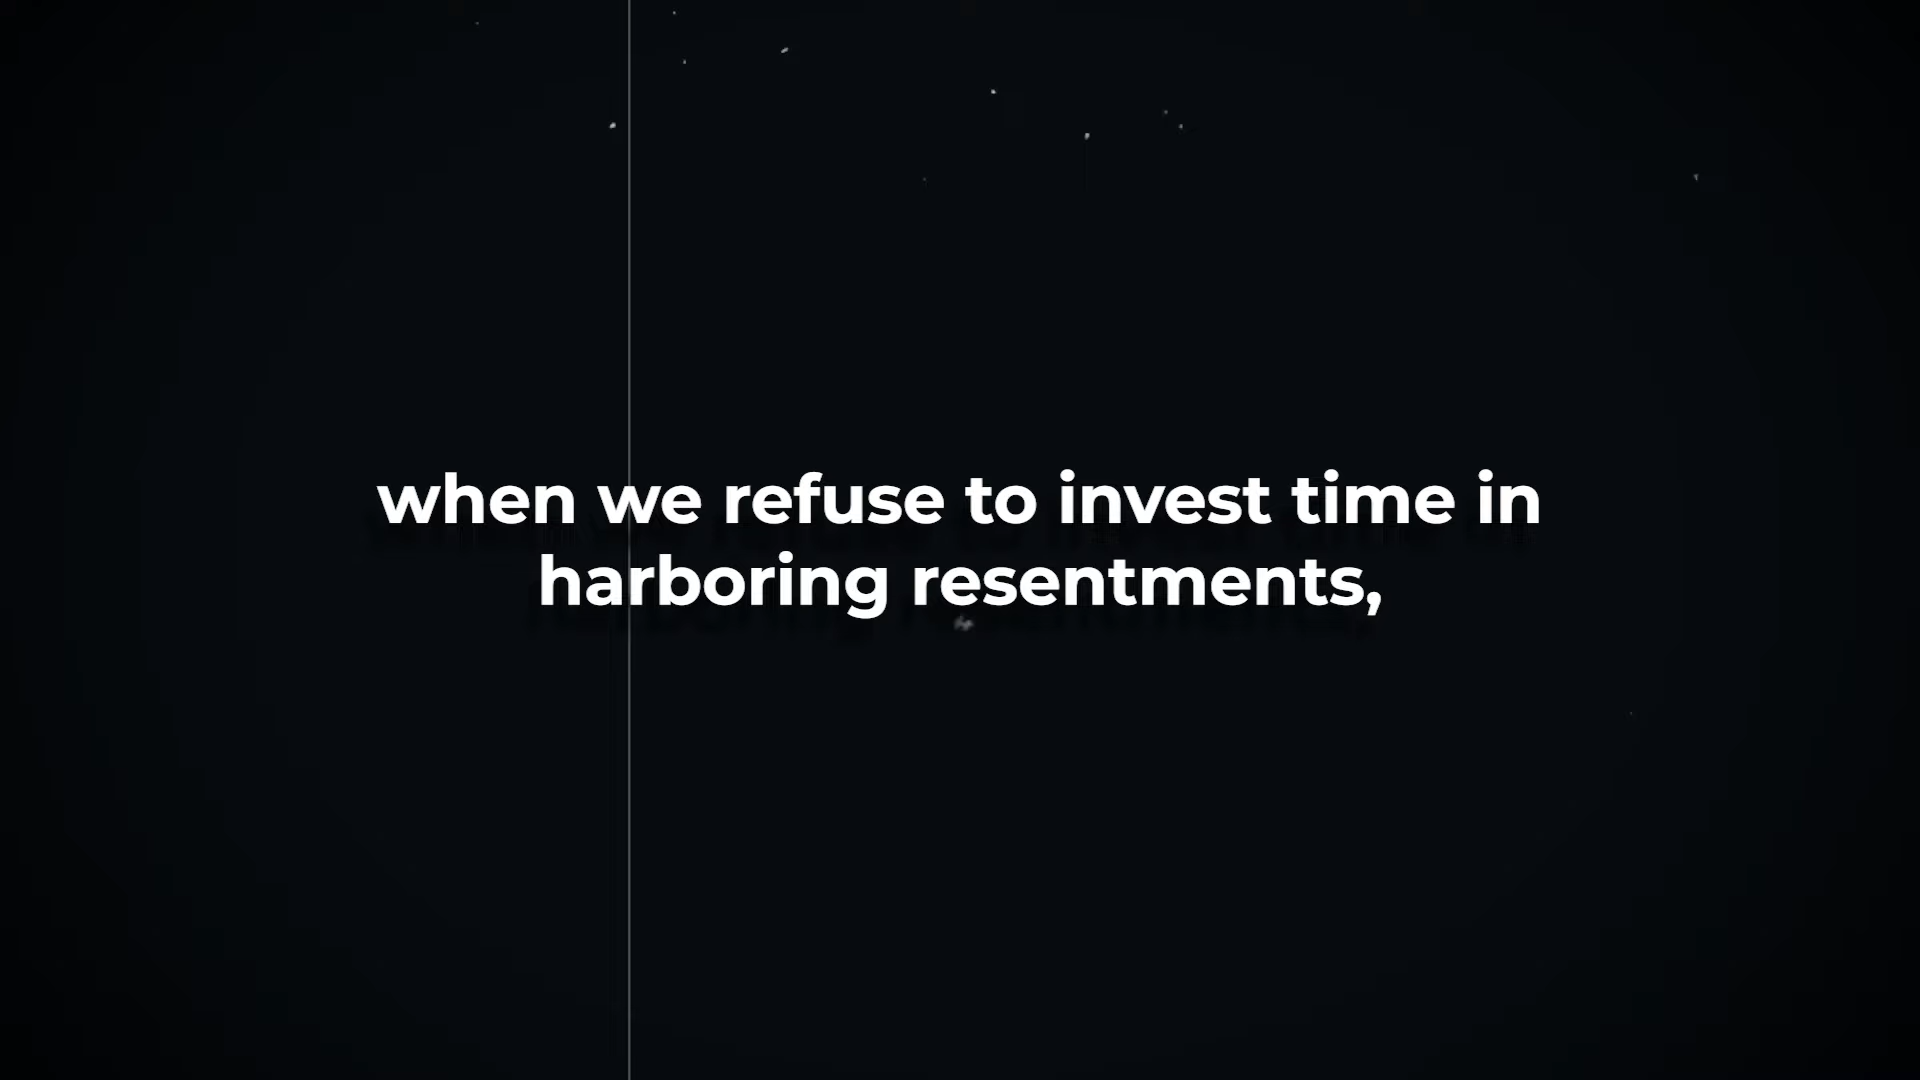 when we refuse to invest time in
harboring resentments,